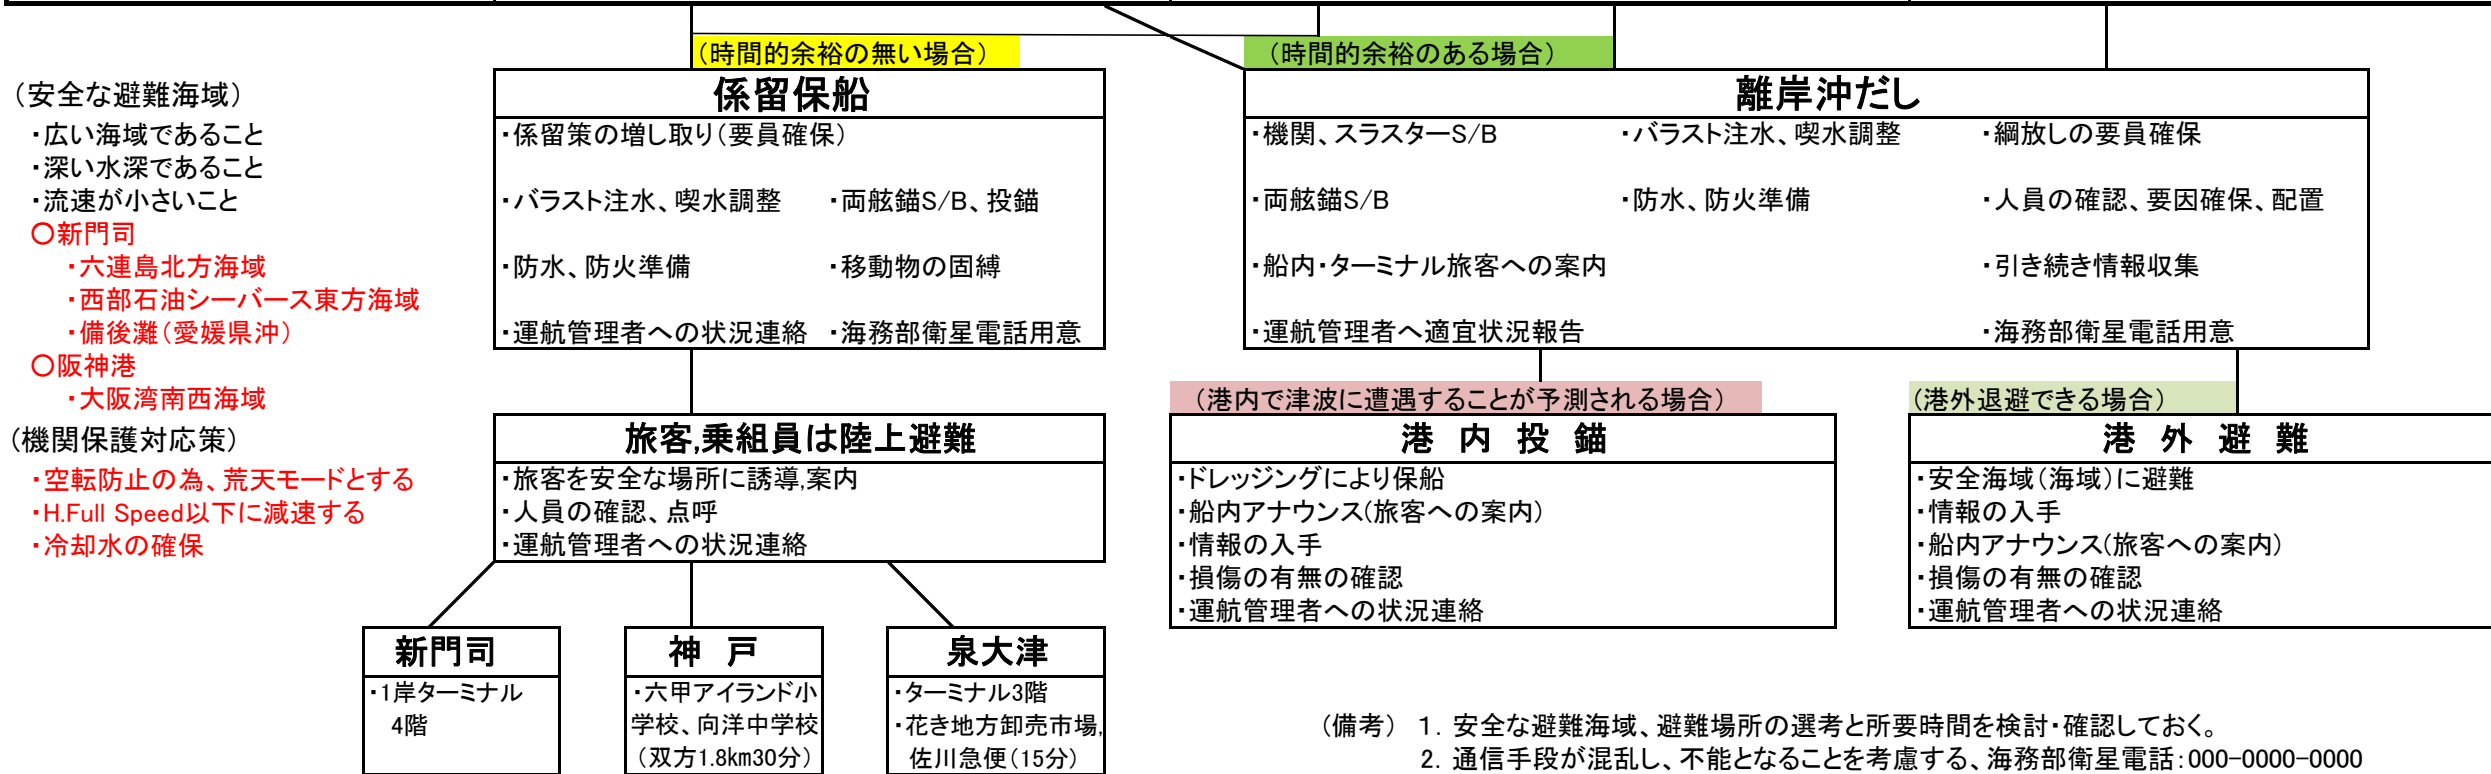 （時間的余裕の無い場合）
（時間的余裕のある場合）
（安全な避難海域）
・広い海域であること
・深い水深であること
・流速が小さいこと
〇新門司
・六連島北方海域
・西部石油シーバース東方海域
・備後灘（愛媛県沖）
〇阪神港
・大阪湾南西海域
（機関保護対応策）
・空転防止の為、荒天モードとする
・H.Full Speed以下に減速する
・冷却水の確保
係留保船
・係留策の増し取り（要員確保）
・バラスト注水、喫水調整　・両舷錨S/B、投錨
・防水、防火準備　・移動物の固縛
・運航管理者への状況連絡　・海務部衛星電話用意
離岸沖だし
・機関、スラスターS/B　・バラスト注水、喫水調整　・綱放しの要員確保
・両舷錨S/B　・防水、防火準備　・人員の確認、要因確保、配置
・船内・ターミナル旅客への案内　・引き続き情報収集
・運航管理者へ適宜状況報告　・海務部衛星電話用意
旅客,乗組員は陸上避難
・旅客を安全な場所に誘導,案内
・人員の確認、点呼
・運航管理者への状況連絡
（港内で津波に遭遇することが予測される場合）
港　内　投　錨
・ドレッジングにより保船
・船内アナウンス(旅客への案内)
・情報の入手
・損傷の有無の確認
・運航管理者への状況連絡
（港外退避できる場合）
港　外　避　難
・安全海域（海域）に避難
・情報の入手
・船内アナウンス(旅客への案内)
・損傷の有無の確認
・運航管理者への状況連絡
新門司
・1岸ターミナル
4階
神　戸
・六甲アイランド小
学校、向洋中学校
（双方1.8km30分）
泉大津
・ターミナル3階
・花き地方卸売市場,
佐川急便（15分）
（備考）　1．安全な避難海域、避難場所の選考と所要時間を検討・確認しておく。
2．通信手段が混乱し、不能となることを考慮する、海務部衛星電話：000-0000-0000